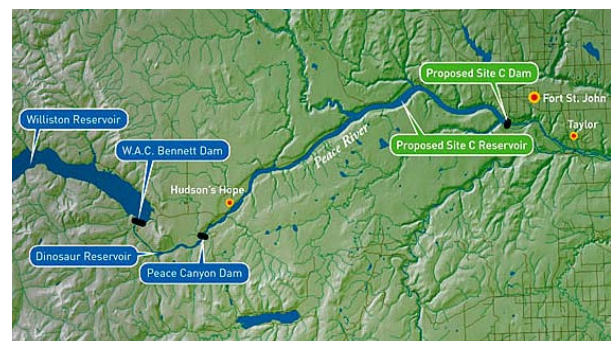 Proposed Site C Dam
Fort St. John
Williston Reservoir
Taylor
W.A.C. Bennett Dam
Peace River
Proposed Site C Reservoir
Hudson's Hope
Dinosaur Reservoir
Peace Canyon Dam